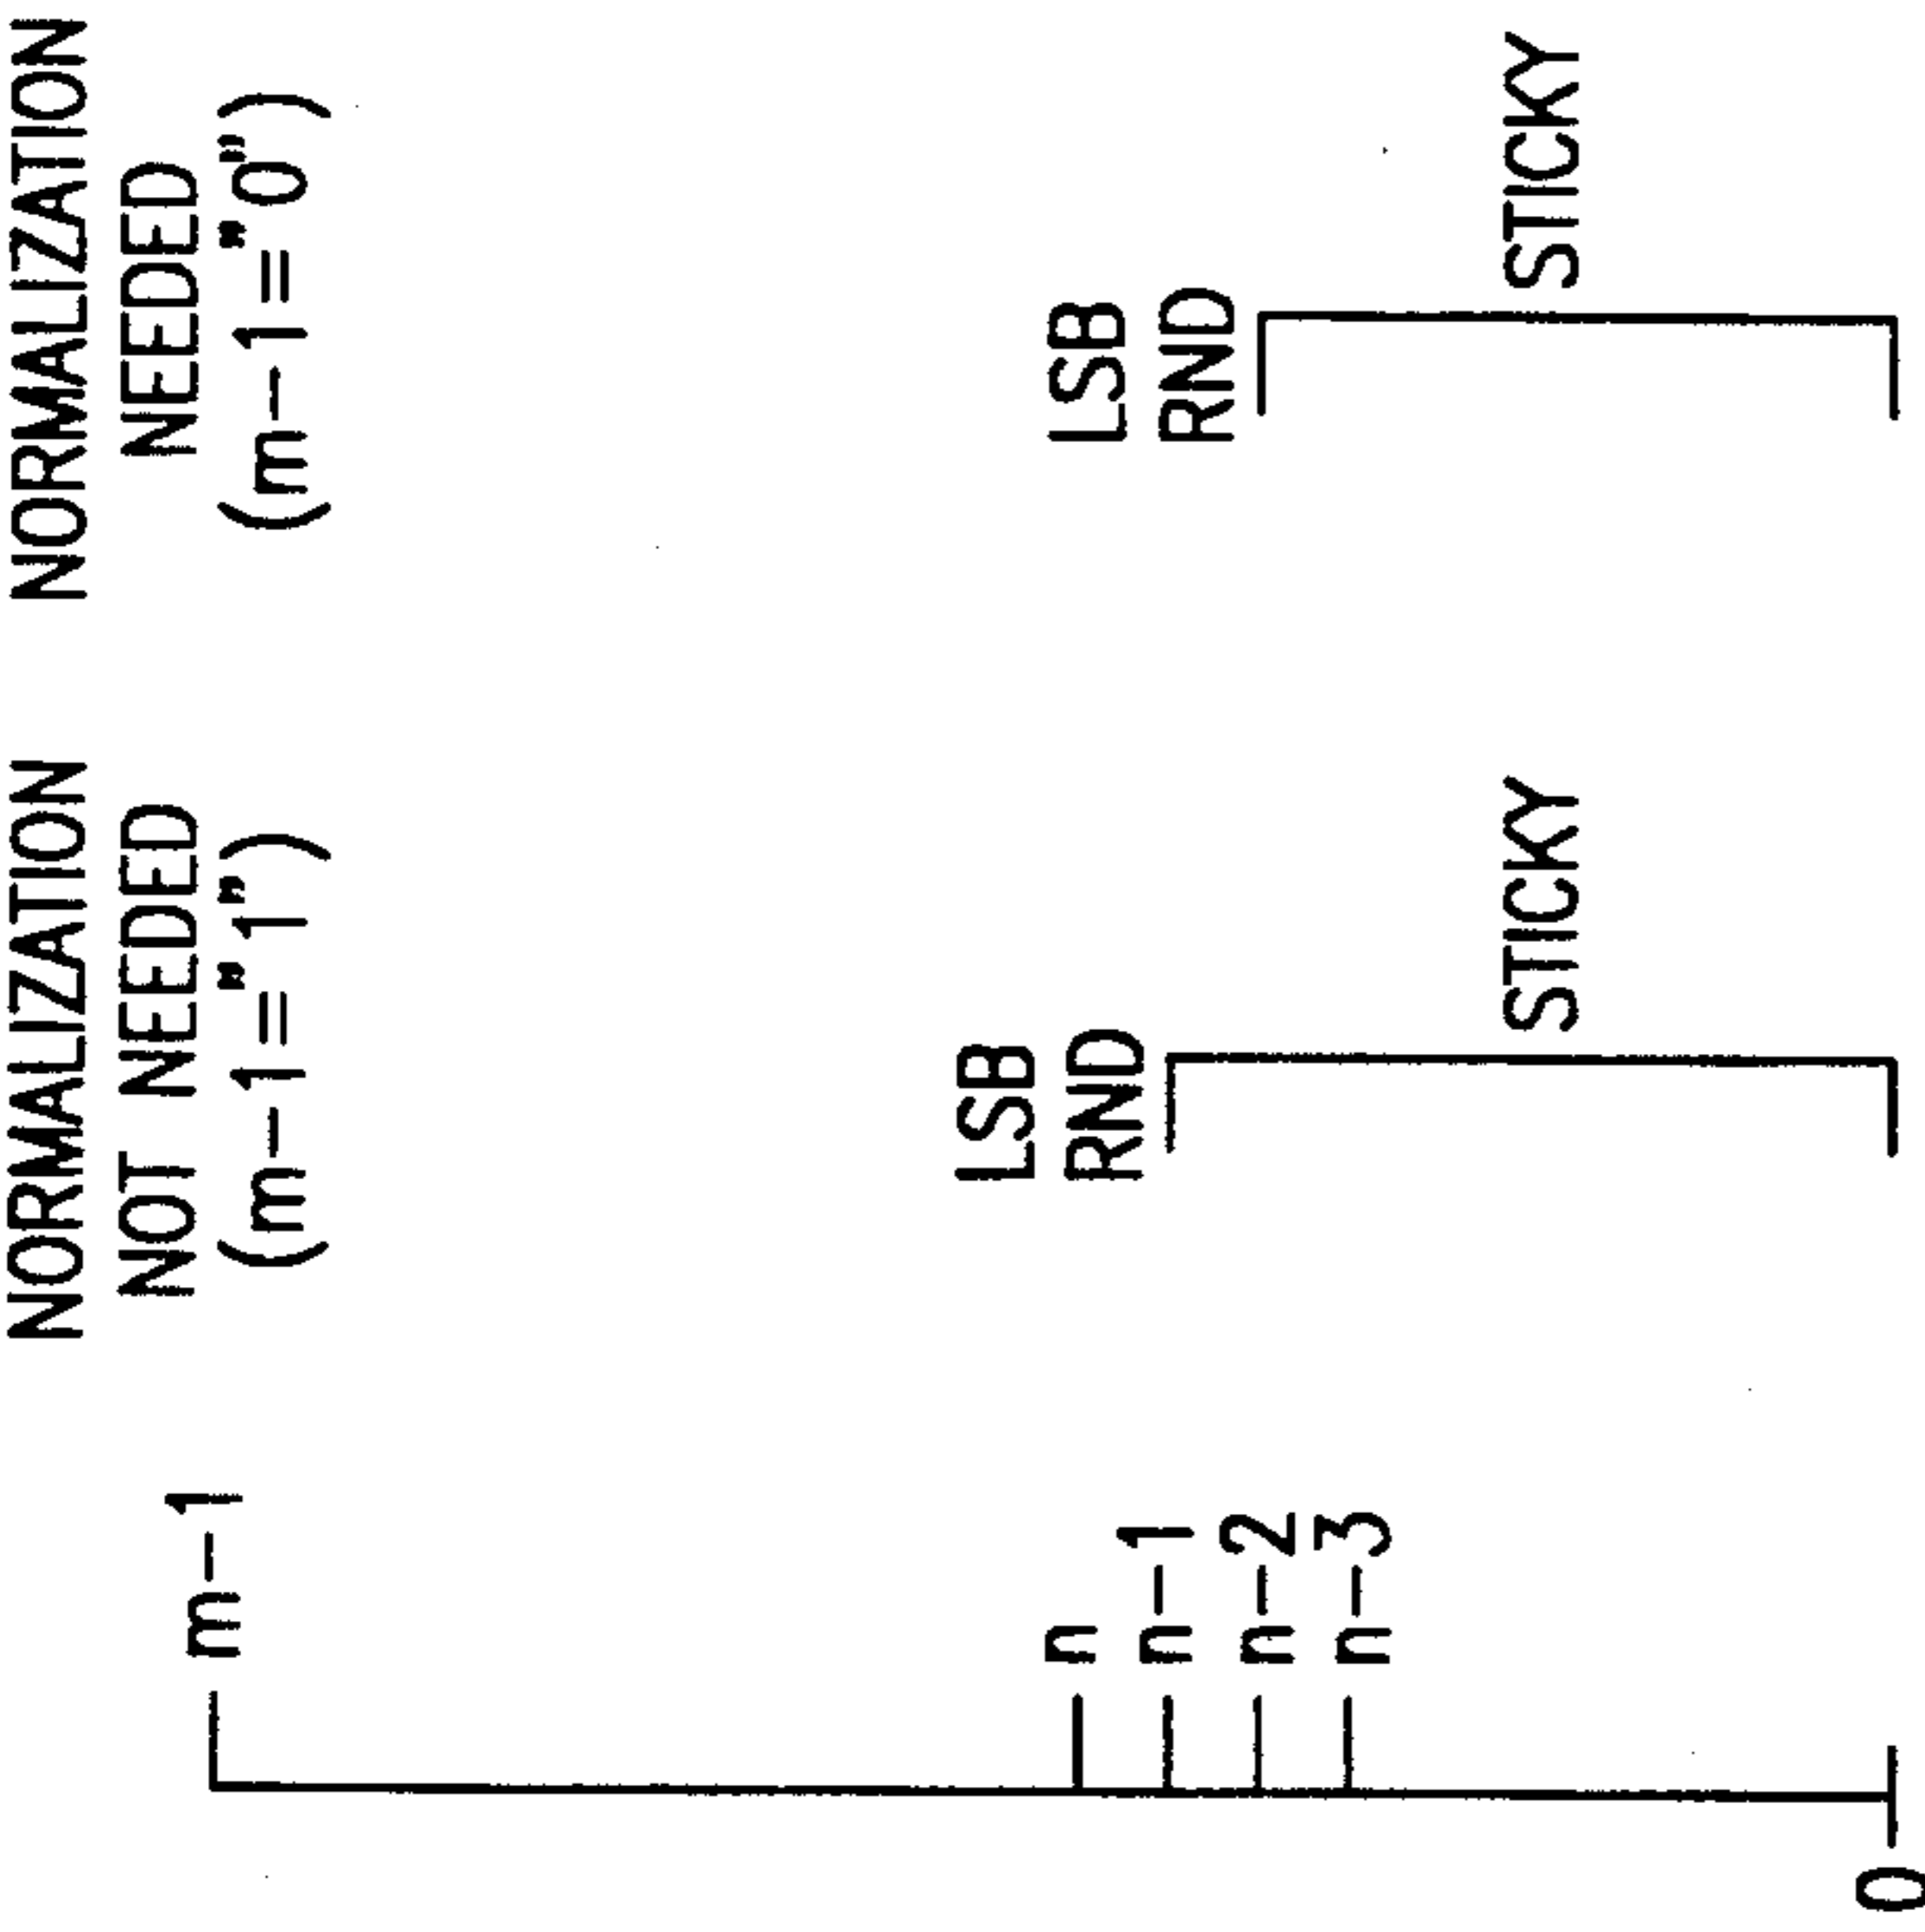 NORMALIZATION
NOT NEEDED
(m-1="1")
NORMALIZATION
NEEDED
(m-1="0")
m-1
n
n-1
n-2
n-3
0
LSB
RND
STICKY
LSB
RND
STICKY